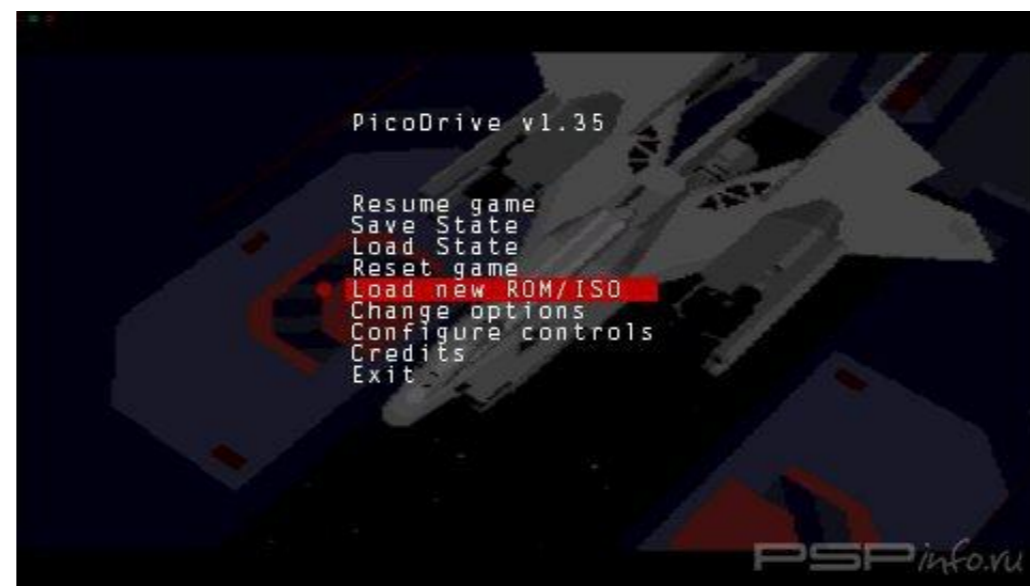 PicoDrive v1.35
Resume game
Save State
Load State
Reset game
Load new ROM/ISO
Change options
Configure controls
Credits
Exit
PSPinfo.ru